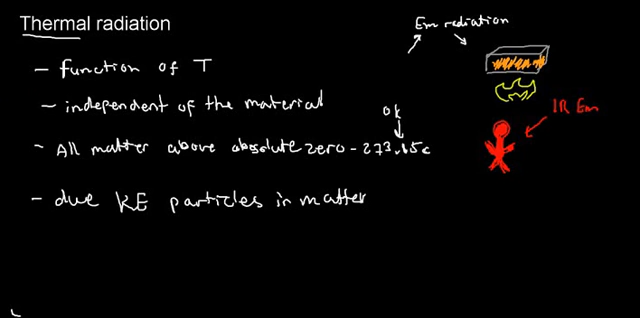 Thermal radiation
Em radiation
- function of T
- independent of the material
0k
IR Em
- All matter above absolute zero - 273.15c
- due KE particles in matter